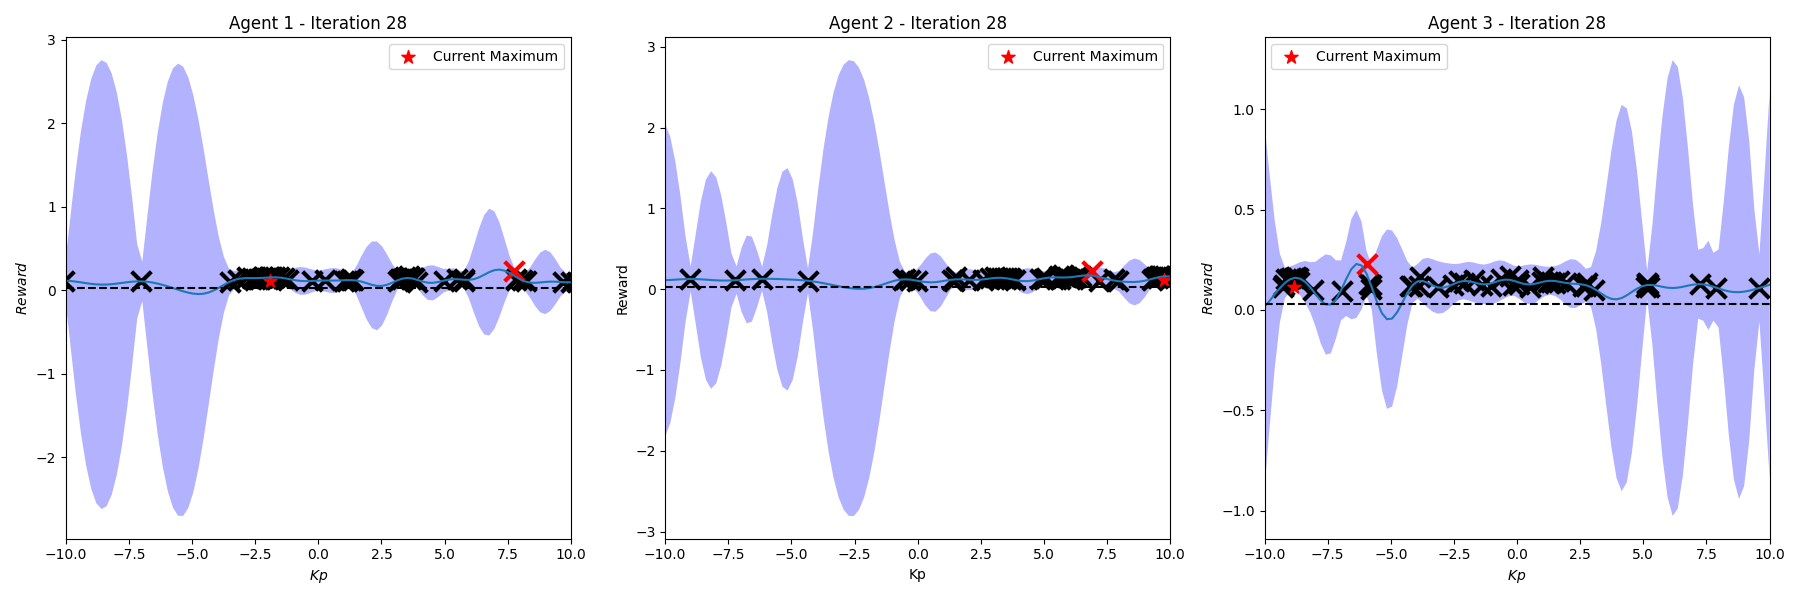 Agent 1 - Iteration 28
Current Maximum
3
2
1
0
−1
−2
Reward
−10.0 −7.5 −5.0 −2.5 0.0 2.5 5.0 7.5 10.0
Kp
Agent 2 - Iteration 28
Current Maximum
3
2
1
0
−1
−2
−3
Reward
−10.0 −7.5 −5.0 −2.5 0.0 2.5 5.0 7.5 10.0
Kp
Agent 3 - Iteration 28
Current Maximum
1.0
0.5
0.0
−0.5
−1.0
Reward
−10.0 −7.5 −5.0 −2.5 0.0 2.5 5.0 7.5 10.0
Kp